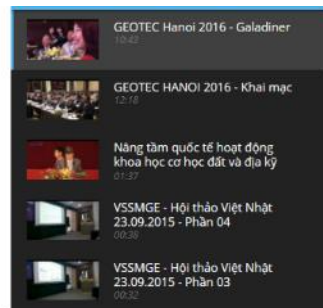 GEOTEC Hanoi 2016 - Galadiner
10:42
GEOTEC HANOI 2016 - Khai mạc
12:18
Nâng tầm quốc tế hoạt động
khoa học cơ học đất và địa kỹ
01:37
VSSMGE - Hội thảo Việt Nhật
23.09.2015 - Phần 04
00:38
VSSMGE - Hội thảo Việt Nhật
23.09.2015 - Phần 03
00:32